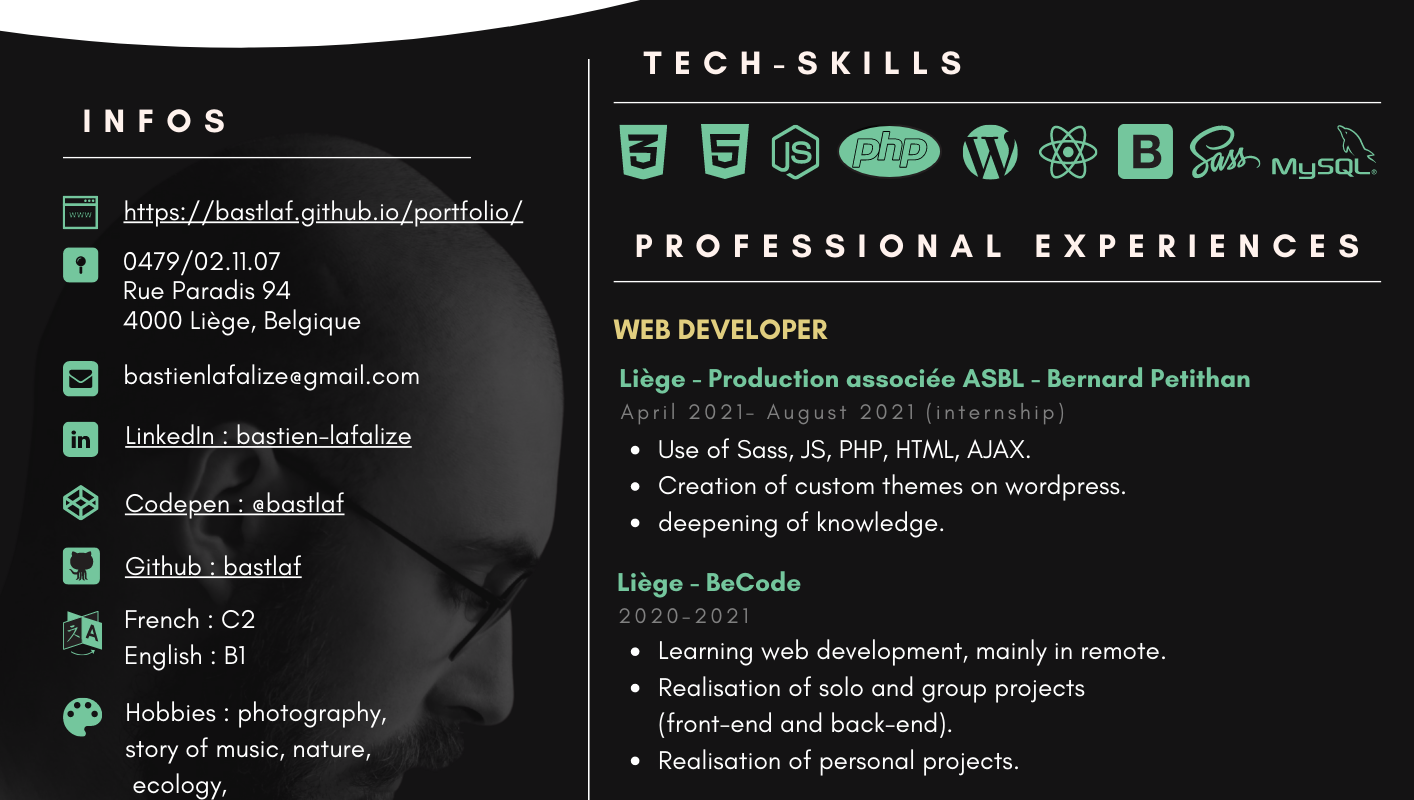 INFOS
www
https://bastlaf.github.io/portfolio/
0479/02.11.07
Rue Paradis 94
4000 Liège, Belgique
bastienlafalize@gmail.com
in
LinkedIn : bastien-lafalize
Codepen : @bastlaf
Github : bastlaf
A
French : C2
English : B1
Hobbies : photography,
story of music, nature,
ecology,
TECH-SKILLS
3 5 JS php W B Sass MySQL®
PROFESSIONAL EXPERIENCES
WEB DEVELOPER
Liège - Production associée ASBL - Bernard Petithan
April 2021- August 2021 (internship)
• Use of Sass, JS, PHP, HTML, AJAX.
• Creation of custom themes on wordpress.
• deepening of knowledge.
Liège - BeCode
2020-2021
• Learning web development, mainly in remote.
• Realisation of solo and group projects
(front-end and back-end).
• Realisation of personal projects.